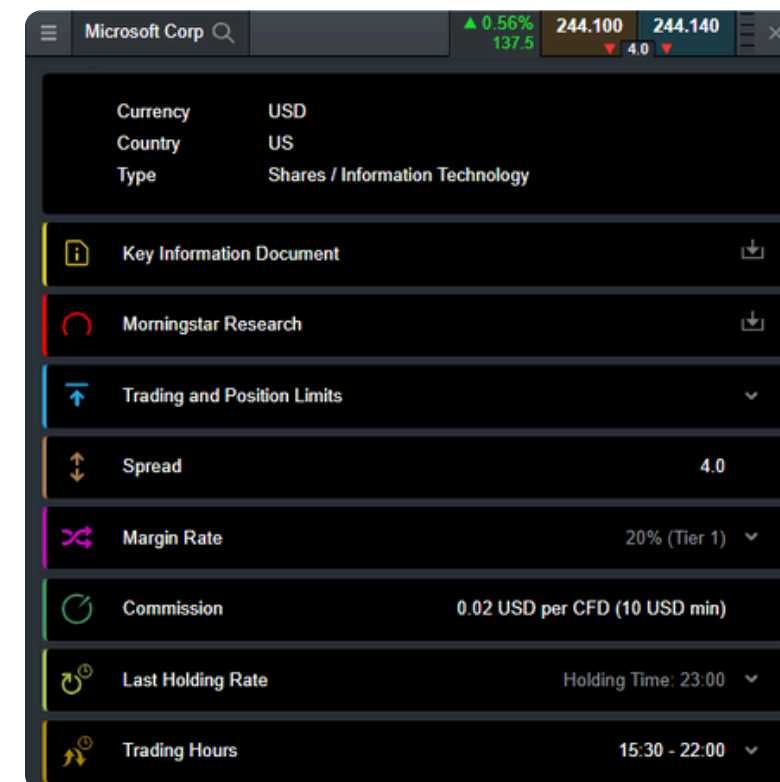 Microsoft Corp
▲ 0.56%
137.5
244.100 244.140
▼ 4.0 ▼
Currency USD
Country US
Type Shares / Information Technology
Key Information Document
Morningstar Research
Trading and Position Limits
Spread 4.0
Margin Rate 20% (Tier 1)
Commission 0.02 USD per CFD (10 USD min)
Last Holding Rate Holding Time: 23:00
Trading Hours 15:30 - 22:00